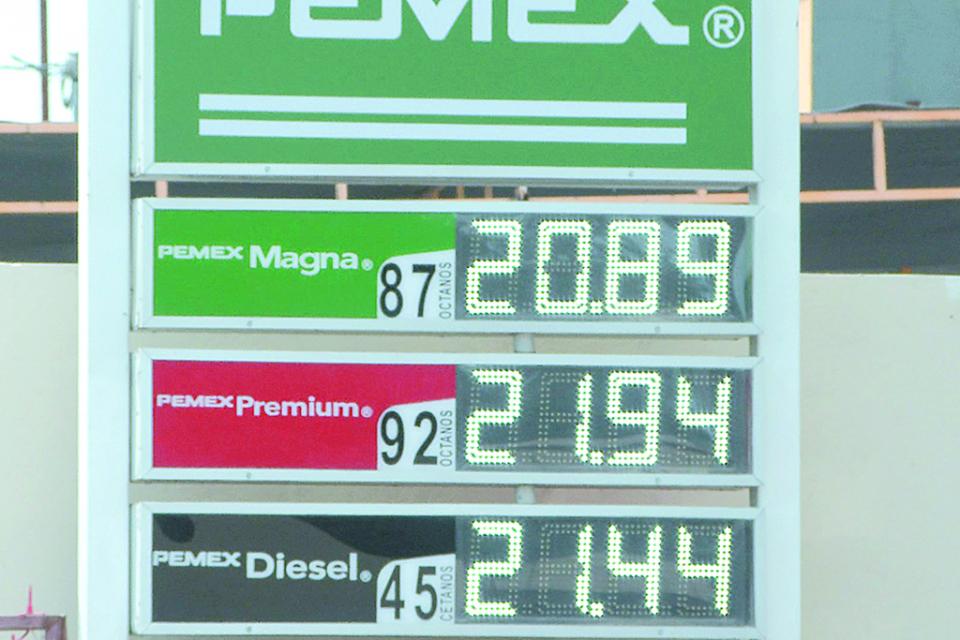 PEMEX®
PEMEX Magna® 87 OCTANOS 20.89
PEMEX Premium® 92 OCTANOS 21.94
PEMEX Diesel® 45 CETANOS 21.44